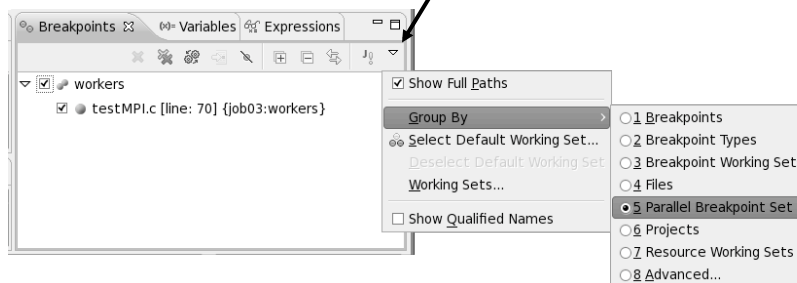 Breakpoints (x)= Variables Expressions
workers
testMPI.c [line: 70] {job03:workers}
Show Full Paths
Group By
Select Default Working Set...
Deselect Default Working Set
Working Sets...
Show Qualified Names
1 Breakpoints
2 Breakpoint Types
3 Breakpoint Working Set
4 Files
5 Parallel Breakpoint Set
6 Projects
7 Resource Working Sets
8 Advanced...